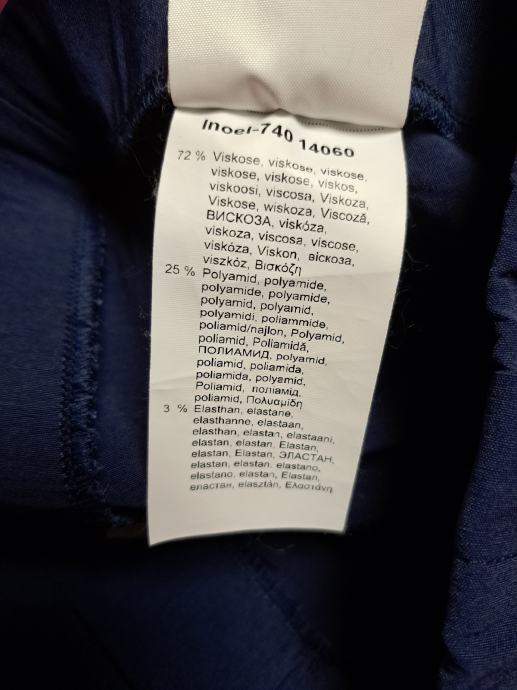 Inoel-740 14060
72 % Viskose, viskose, viskose,
viskose, viskose, viskos,
viskoosi, viscosa, Viskoza,
Viskose, wiskoza, Viscoză,
ВИСКОЗА, viskóza,
viskoza, viscosa, viscose,
viskóza, Viskon, віскоза,
viszkóz, Βισκόζη
25 % Polyamid, polyamide,
polyamide, polyamide,
polyamid, polyamid,
polyamidi, poliammide,
poliamid/najlon, Polyamid,
poliamid, Poliamidă,
ПОЛИАМИД, polyamid,
poliamid, poliamida,
poliamida, polyamid,
Poliamid, поліамід,
poliamid, Πολυαμίδη
3 % Elasthan, elastane,
elasthanne, elastaan,
elasthan, elastan, elastaani,
elastan, elastan, Elastan,
elastan, Elastan, ЭЛАСТАН,
elastan, elastan, elastano,
elastano, elastan, Elastan,
еластан, elasztán, Ελαστάνη